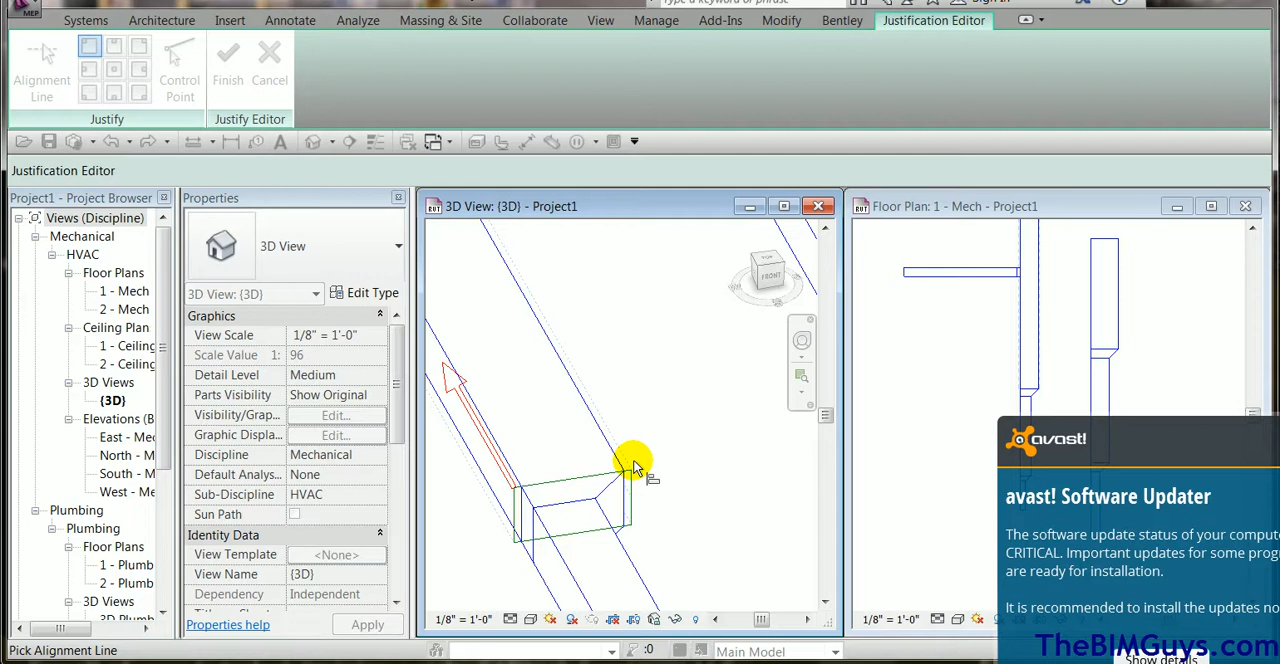 MEP
Systems Architecture Insert Annotate Analyze Massing & Site Collaborate View Manage Add-Ins Modify Bentley Justification Editor
Alignment
Line
Control
Point
Finish Cancel
Justify Justify Editor
Justification Editor
Project1 - Project Browser
Views (Discipline)
Mechanical
HVAC
Floor Plans
1 - Mech
2 - Mech
Ceiling Plan
1 - Ceiling
2 - Ceiling
3D Views
{3D}
Elevations (B
East - Me
North - M
South - M
West - Me
Plumbing
Plumbing
Floor Plans
1 - Plumb
2 - Plumb
3D Views
Properties
3D View
3D View: {3D} Edit Type
Graphics
View Scale 1/8" = 1'-0"
Scale Value 1: 96
Detail Level Medium
Parts Visibility Show Original
Visibility/Grap... Edit...
Graphic Displa... Edit...
Discipline Mechanical
Default Analys... None
Sub-Discipline HVAC
Sun Path
Identity Data
View Template <None>
View Name {3D}
Dependency Independent
Properties help Apply
3D View: {3D} - Project1
TOP
FRONT
1/8" = 1'-0"
Floor Plan: 1 - Mech - Project1
1/8" = 1'-0"
avast!
avast! Software Updater
The software update status of your compute
CRITICAL. Important updates for some prog
are ready for installation.
It is recommended to install the updates no
Show details
TheBIMGuys.com
Pick Alignment Line
:0
Main Model